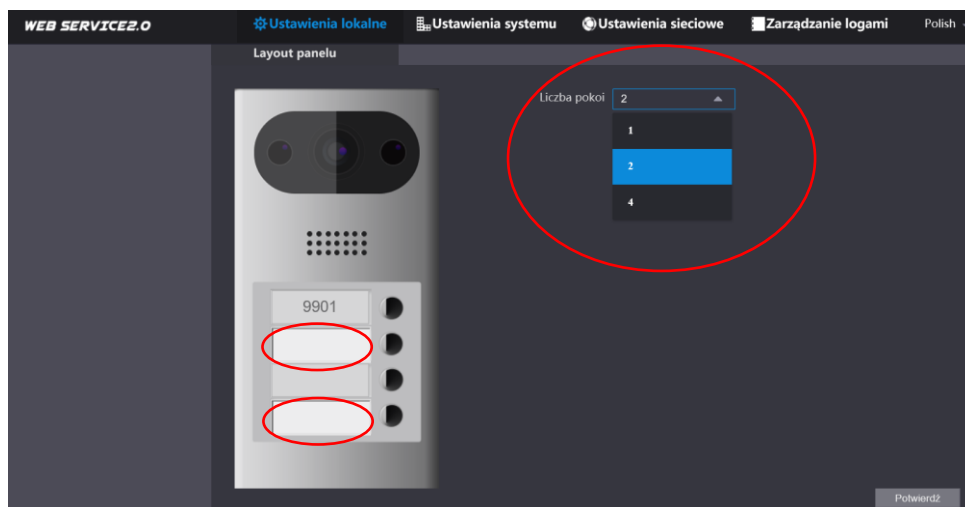 WEB SERVICE2.0 Ustawienia lokalne Ustawienia systemu Ustawienia sieciowe Zarządzanie logami Polish
Layout panelu
Liczba pokoi 2
1
2
4
9901
Potwierdź